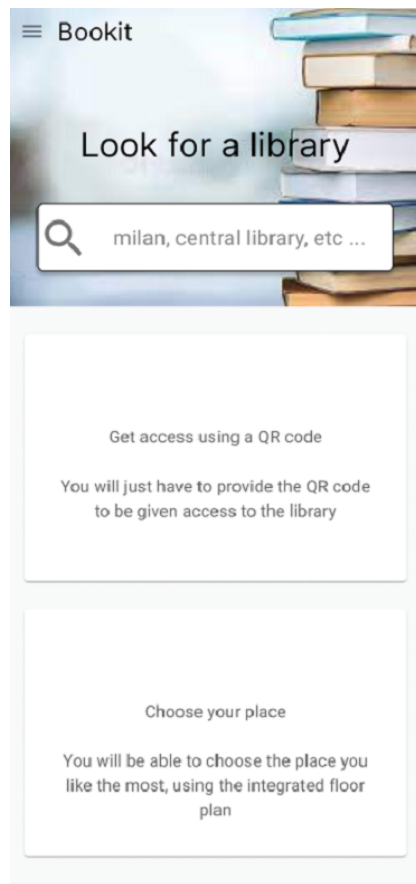 Bookit
Look for a library
milan, central library, etc ...
Get access using a QR code
You will just have to provide the QR code
to be given access to the library
Choose your place
You will be able to choose the place you
like the most, using the integrated floor
plan